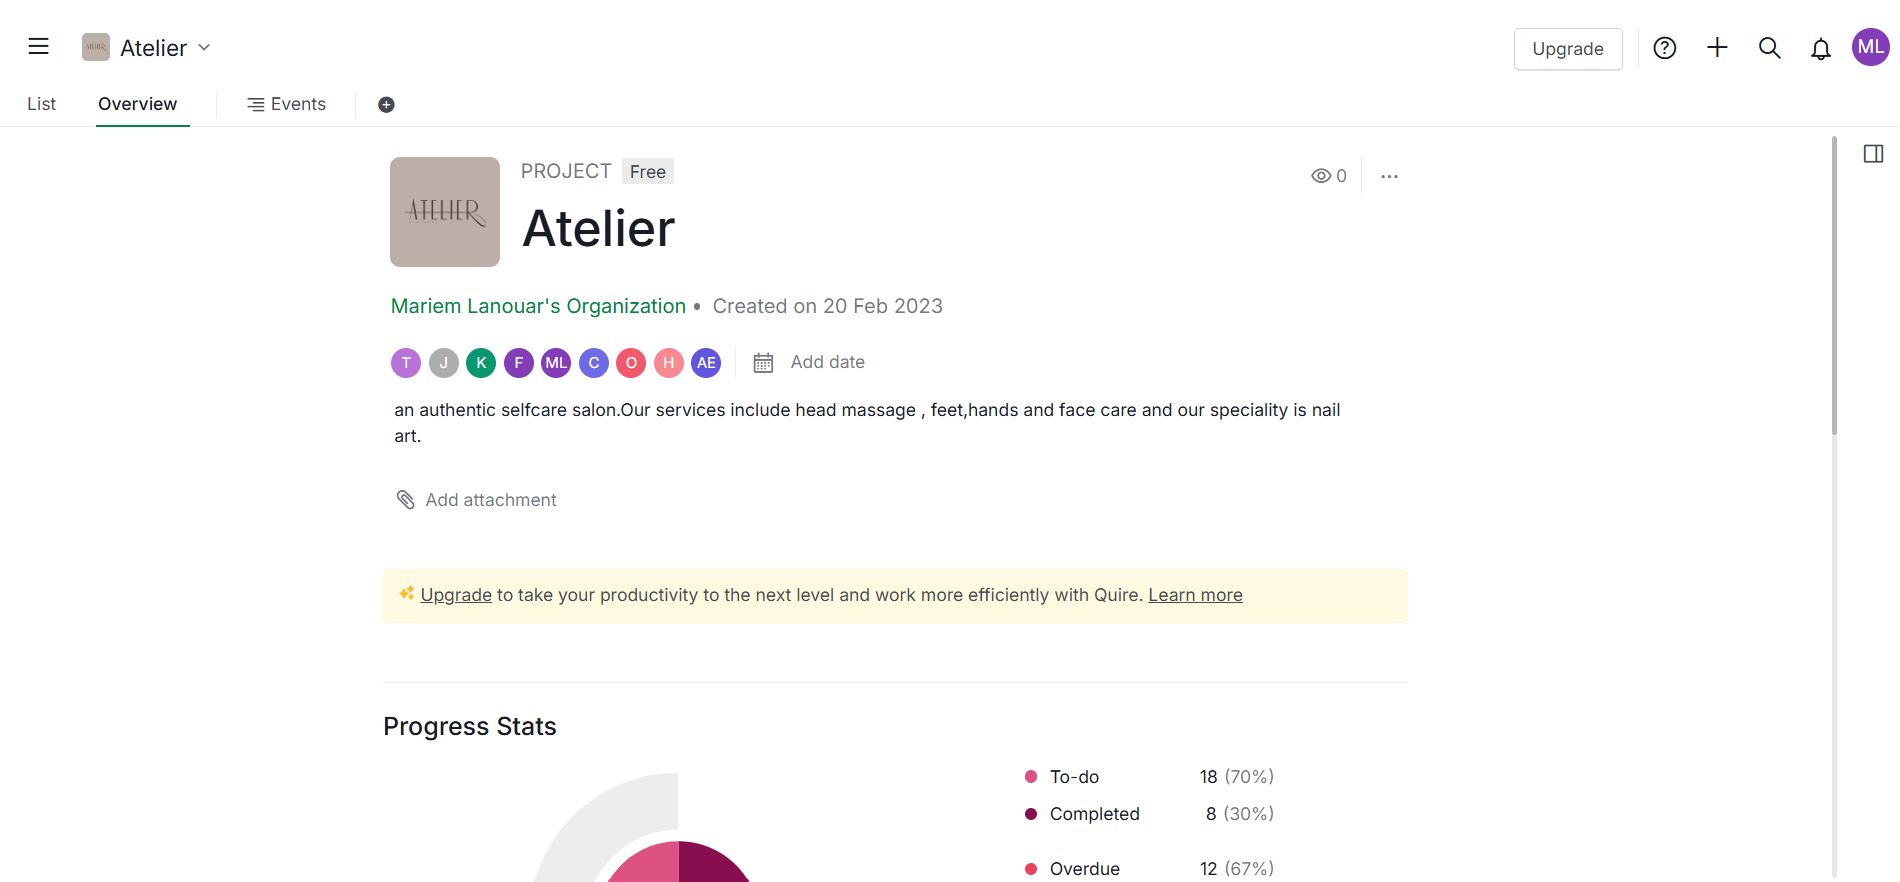 Atelier
Upgrade
ML
List
Overview
Events
ATELIER
PROJECT Free
0
Atelier
Mariem Lanouar's Organization • Created on 20 Feb 2023
T J K F ML C O H AE Add date
an authentic selfcare salon.Our services include head massage , feet,hands and face care and our speciality is nail
art.
Add attachment
Upgrade to take your productivity to the next level and work more efficiently with Quire. Learn more
Progress Stats
To-do 18 (70%)
Completed 8 (30%)
Overdue 12 (67%)